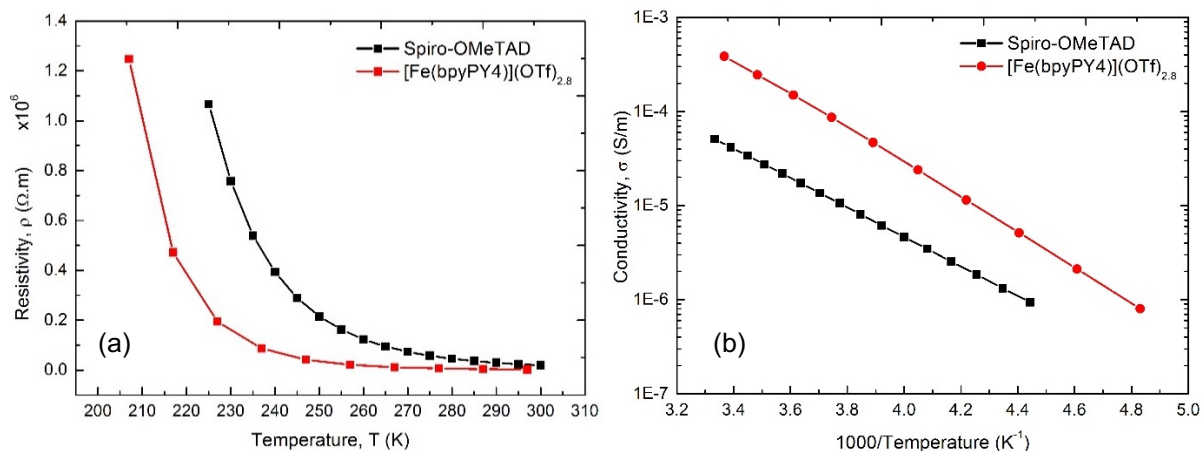 1.4
1.2
1.0
0.8
0.6
0.4
0.2
0.0
Resistivity, ρ (Ω.m) x10⁶
Spiro-OMeTAD
[Fe(bpyPY4)](OTf)₂.₈
(a)
200 210 220 230 240 250 260 270 280 290 300
Temperature, T (K)
1E-3
1E-4
1E-5
1E-6
1E-7
Conductivity, σ (S/m)
Spiro-OMeTAD
[Fe(bpyPY4)](OTf)₂.₈
(b)
3.2 3.4 3.6 3.8 4.0 4.2 4.4 4.6 4.8 5.0
1000/Temperature (K⁻¹)